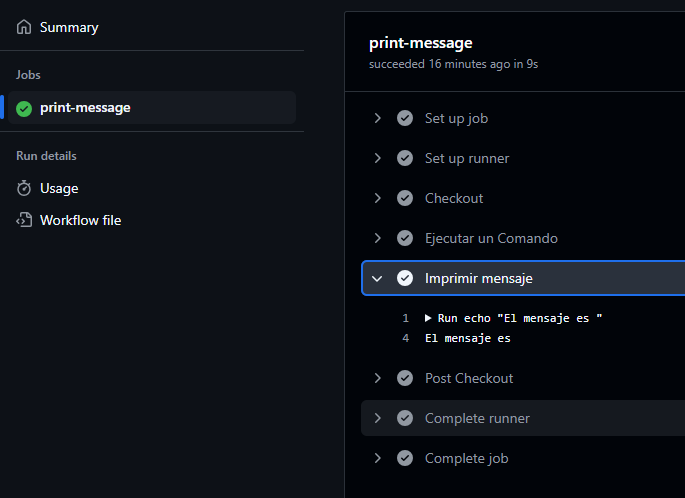 Summary
Jobs
print-message
Run details
Usage
Workflow file
print-message
succeeded 16 minutes ago in 9s
Set up job
Set up runner
Checkout
Ejecutar un Comando
Imprimir mensaje
1 Run echo "El mensaje es "
4 El mensaje es
Post Checkout
Complete runner
Complete job